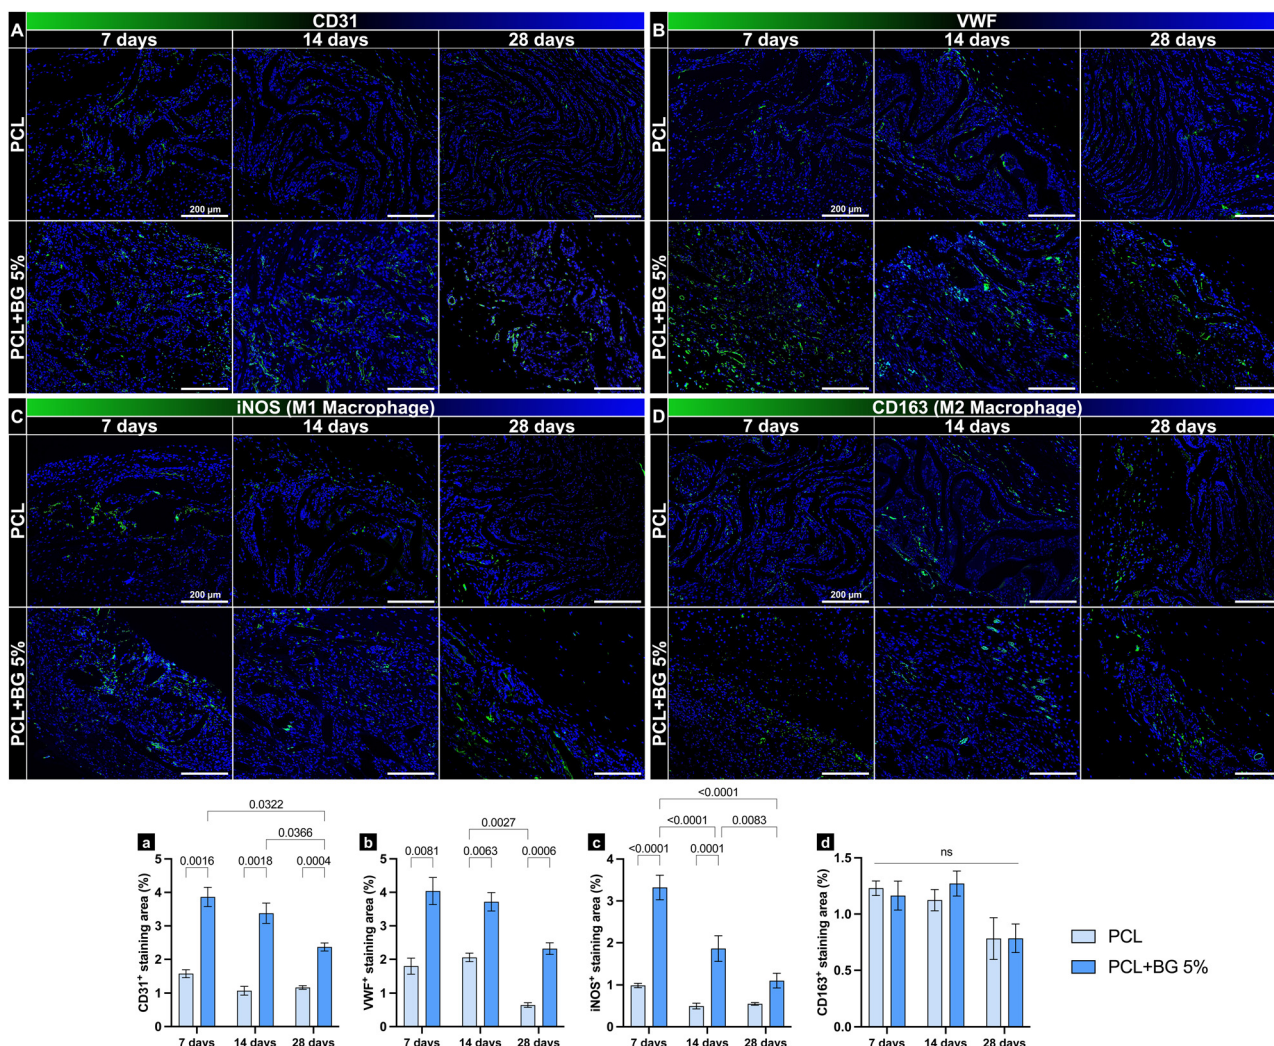 A
CD31
7 days
14 days
28 days
PCL
200 µm
PCL+BG 5%
B
VWF
7 days
14 days
28 days
PCL
200 µm
PCL+BG 5%
C
iNOS (M1 Macrophage)
7 days
14 days
28 days
PCL
200 µm
PCL+BG 5%
D
CD163 (M2 Macrophage)
7 days
14 days
28 days
PCL
200 µm
PCL+BG 5%
a
0.0322
0.0366
0.0016
0.0018
0.0004
CD31+ staining area (%)
5
4
3
2
1
0
7 days
14 days
28 days
b
0.0027
0.0081
0.0063
0.0006
VWF+ staining area (%)
5
4
3
2
1
0
7 days
14 days
28 days
c
<0.0001
<0.0001
0.0083
<0.0001
0.0001
iNOS+ staining area (%)
4
3
2
1
0
7 days
14 days
28 days
d
ns
CD163+ staining area (%)
1.5
1.0
0.5
0.0
7 days
14 days
28 days
PCL
PCL+BG 5%